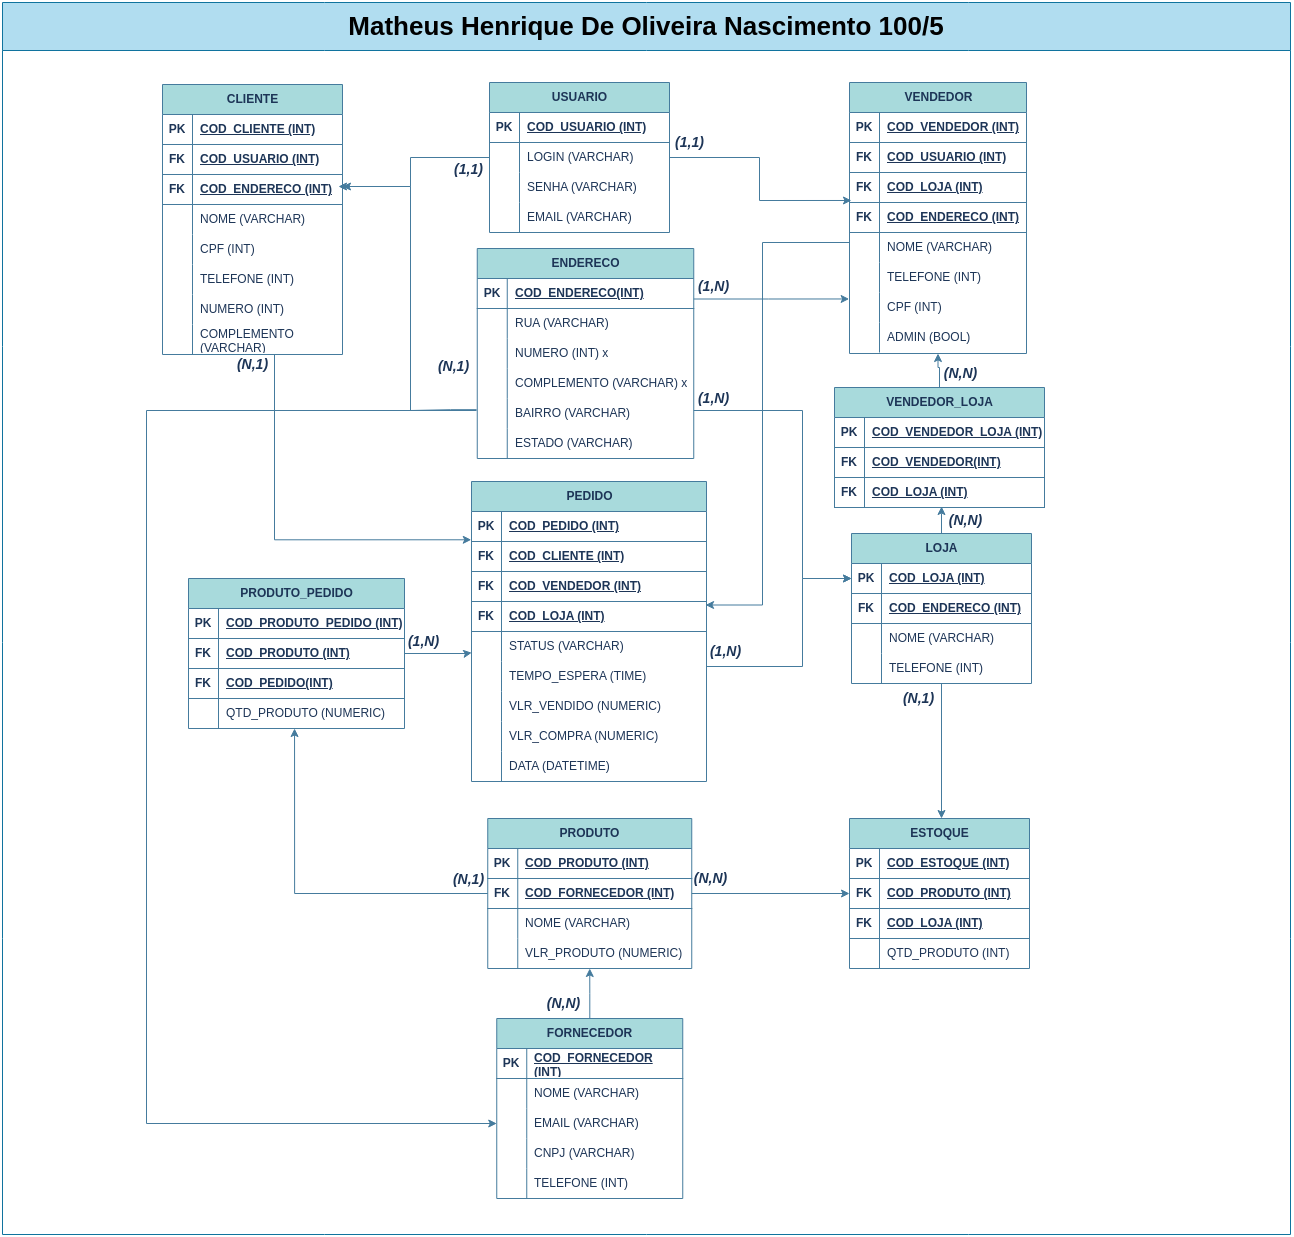 Matheus Henrique De Oliveira Nascimento 100/5
CLIENTE
PK COD_CLIENTE (INT)
FK COD_USUARIO (INT)
FK COD_ENDERECO (INT)
NOME (VARCHAR)
CPF (INT)
TELEFONE (INT)
NUMERO (INT)
COMPLEMENTO
(VARCHAR)
(N,1)
USUARIO
PK COD_USUARIO (INT)
LOGIN (VARCHAR)
SENHA (VARCHAR)
EMAIL (VARCHAR)
(1,1)
(1,1)
VENDEDOR
PK COD_VENDEDOR (INT)
FK COD_USUARIO (INT)
FK COD_LOJA (INT)
FK COD_ENDERECO (INT)
NOME (VARCHAR)
TELEFONE (INT)
CPF (INT)
ADMIN (BOOL)
(N,N)
ENDERECO
PK COD_ENDERECO(INT)
RUA (VARCHAR)
NUMERO (INT) x
COMPLEMENTO (VARCHAR) x
BAIRRO (VARCHAR)
ESTADO (VARCHAR)
(1,N)
(N,1)
(1,N)
VENDEDOR_LOJA
PK COD_VENDEDOR_LOJA (INT)
FK COD_VENDEDOR(INT)
FK COD_LOJA (INT)
(N,N)
PEDIDO
PK COD_PEDIDO (INT)
FK COD_CLIENTE (INT)
FK COD_VENDEDOR (INT)
FK COD_LOJA (INT)
STATUS (VARCHAR)
TEMPO_ESPERA (TIME)
VLR_VENDIDO (NUMERIC)
VLR_COMPRA (NUMERIC)
DATA (DATETIME)
(1,N)
LOJA
PK COD_LOJA (INT)
FK COD_ENDERECO (INT)
NOME (VARCHAR)
TELEFONE (INT)
(N,1)
PRODUTO_PEDIDO
PK COD_PRODUTO_PEDIDO (INT)
FK COD_PRODUTO (INT)
FK COD_PEDIDO(INT)
QTD_PRODUTO (NUMERIC)
(1,N)
PRODUTO
PK COD_PRODUTO (INT)
FK COD_FORNECEDOR (INT)
NOME (VARCHAR)
VLR_PRODUTO (NUMERIC)
(N,1)
(N,N)
ESTOQUE
PK COD_ESTOQUE (INT)
FK COD_PRODUTO (INT)
FK COD_LOJA (INT)
QTD_PRODUTO (INT)
(N,N)
FORNECEDOR
PK COD_FORNECEDOR
(INT)
NOME (VARCHAR)
EMAIL (VARCHAR)
CNPJ (VARCHAR)
TELEFONE (INT)